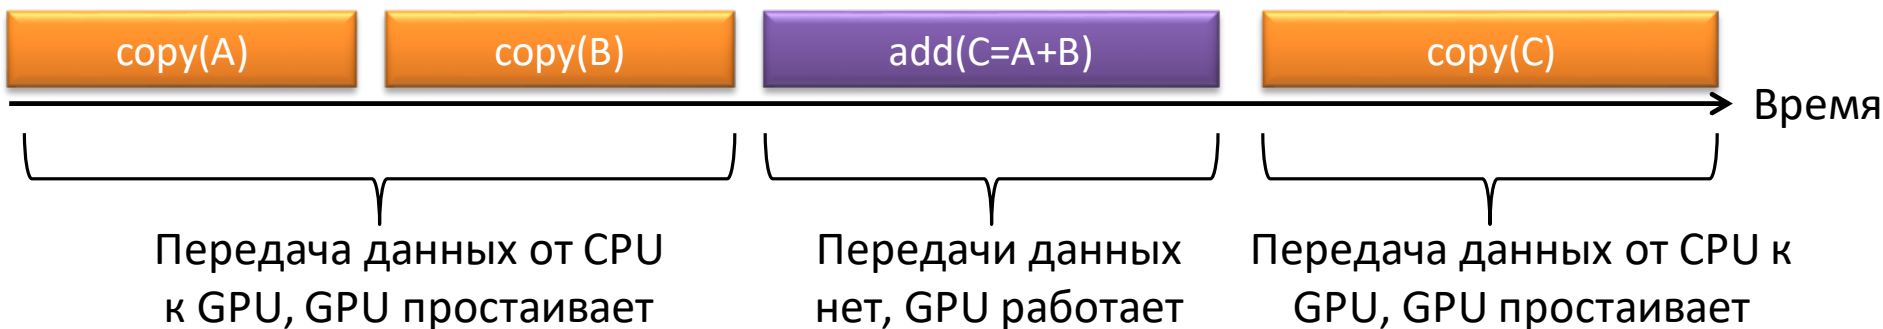 copy(A)
copy(B)
add(C=A+B)
copy(C)
Время
Передача данных от CPU
к GPU, GPU простаивает
Передачи данных
нет, GPU работает
Передача данных от CPU к
GPU, GPU простаивает